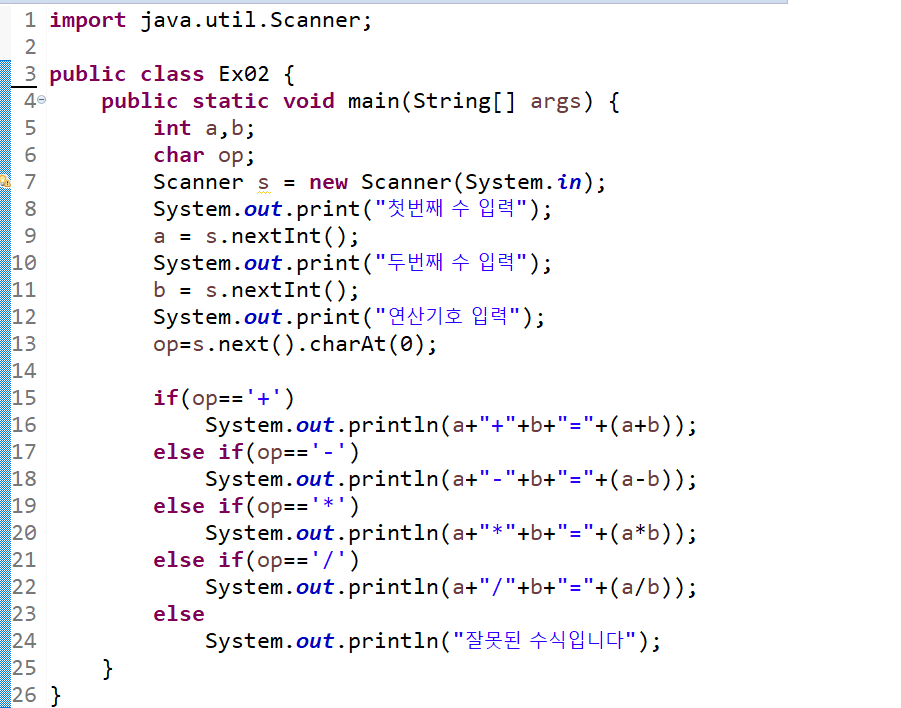 1 import java.util.Scanner;
2
3 public class Ex02 {
4 public static void main(String[] args) {
5 int a,b;
6 char op;
7 Scanner s = new Scanner(System.in);
8 System.out.print("첫번째 수 입력");
9 a = s.nextInt();
10 System.out.print("두번째 수 입력");
11 b = s.nextInt();
12 System.out.print("연산기호 입력");
13 op=s.next().charAt(0);
14
15 if(op=='+')
16 System.out.println(a+"+"+b+"="+(a+b));
17 else if(op=='-')
18 System.out.println(a+"-"+b+"="+(a-b));
19 else if(op=='*')
20 System.out.println(a+"*"+b+"="+(a*b));
21 else if(op=='/')
22 System.out.println(a+"/"+b+"="+(a/b));
23 else
24 System.out.println("잘못된 수식입니다");
25 }
26 }